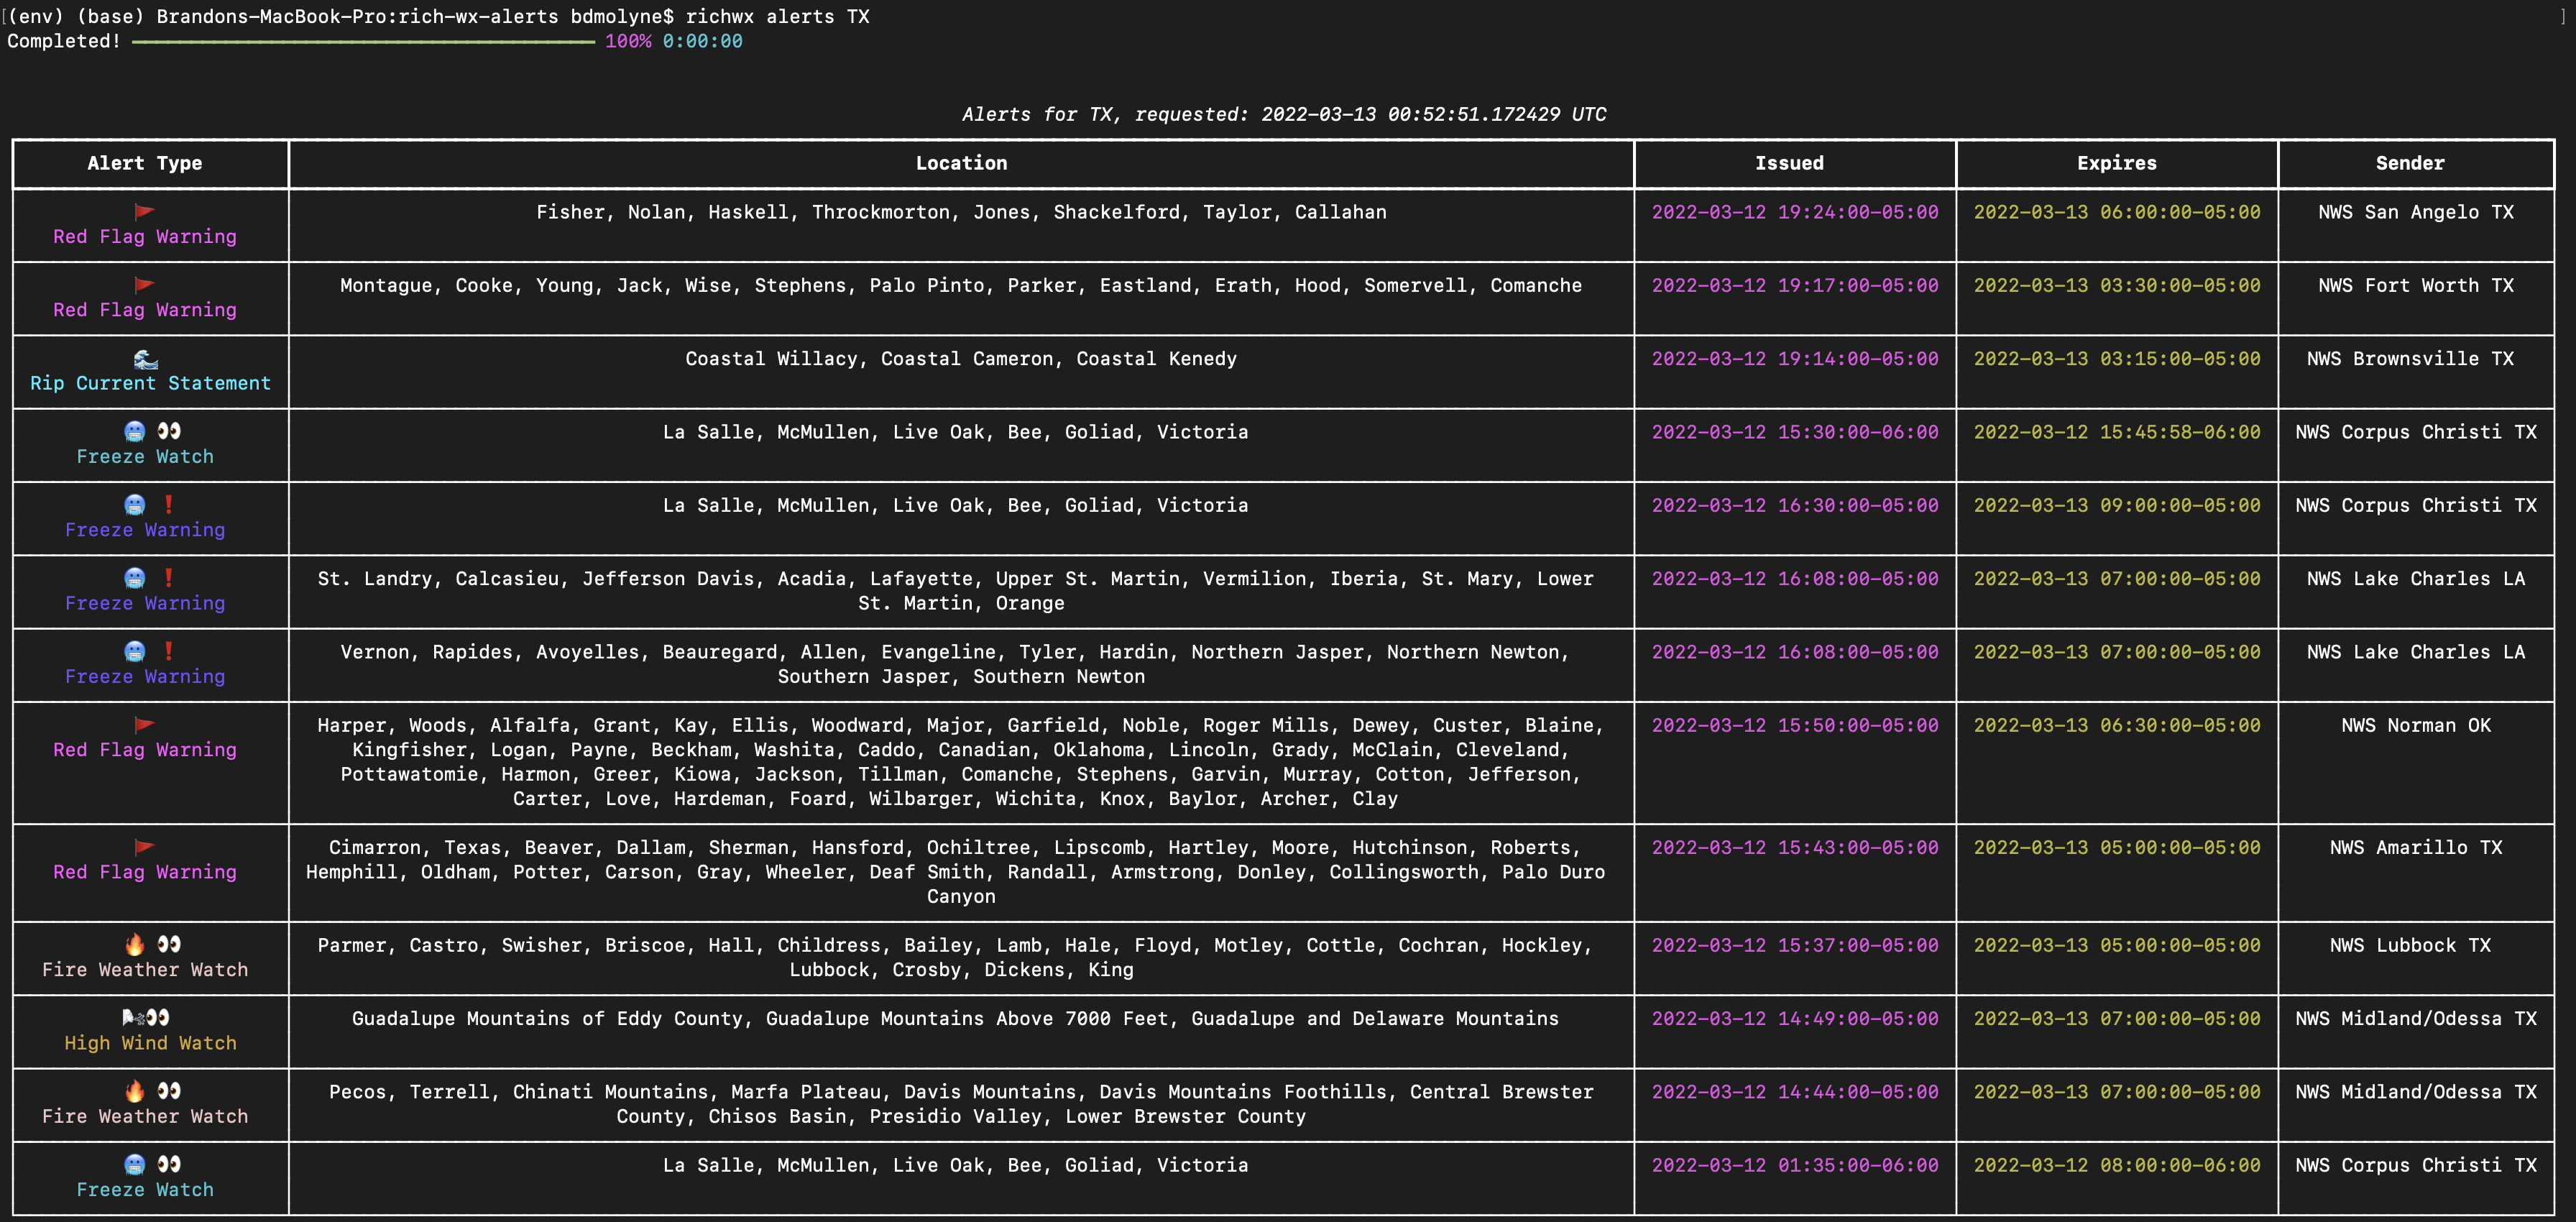 (env) (base) Brandons-MacBook-Pro:rich-wx-alerts bdmolyne$ richwx alerts TX
Completed! 100% 0:00:00
Alerts for TX, requested: 2022-03-13 00:52:51.172429 UTC
Alert Type Location Issued Expires Sender
Fisher, Nolan, Haskell, Throckmorton, Jones, Shackelford, Taylor, Callahan 2022-03-12 19:24:00-05:00 2022-03-13 06:00:00-05:00 NWS San Angelo TX
Red Flag Warning
Montague, Cooke, Young, Jack, Wise, Stephens, Palo Pinto, Parker, Eastland, Erath, Hood, Somervell, Comanche 2022-03-12 19:17:00-05:00 2022-03-13 03:30:00-05:00 NWS Fort Worth TX
Red Flag Warning
Coastal Willacy, Coastal Cameron, Coastal Kenedy 2022-03-12 19:14:00-05:00 2022-03-13 03:15:00-05:00 NWS Brownsville TX
Rip Current Statement
La Salle, McMullen, Live Oak, Bee, Goliad, Victoria 2022-03-12 15:30:00-06:00 2022-03-12 15:45:58-06:00 NWS Corpus Christi TX
Freeze Watch
La Salle, McMullen, Live Oak, Bee, Goliad, Victoria 2022-03-12 16:30:00-05:00 2022-03-13 09:00:00-05:00 NWS Corpus Christi TX
Freeze Warning
St. Landry, Calcasieu, Jefferson Davis, Acadia, Lafayette, Upper St. Martin, Vermilion, Iberia, St. Mary, Lower 2022-03-12 16:08:00-05:00 2022-03-13 07:00:00-05:00 NWS Lake Charles LA
Freeze Warning St. Martin, Orange
Vernon, Rapides, Avoyelles, Beauregard, Allen, Evangeline, Tyler, Hardin, Northern Jasper, Northern Newton, 2022-03-12 16:08:00-05:00 2022-03-13 07:00:00-05:00 NWS Lake Charles LA
Freeze Warning Southern Jasper, Southern Newton
Harper, Woods, Alfalfa, Grant, Kay, Ellis, Woodward, Major, Garfield, Noble, Roger Mills, Dewey, Custer, Blaine, 2022-03-12 15:50:00-05:00 2022-03-13 06:30:00-05:00 NWS Norman OK
Red Flag Warning Kingfisher, Logan, Payne, Beckham, Washita, Caddo, Canadian, Oklahoma, Lincoln, Grady, McClain, Cleveland,
Pottawatomie, Harmon, Greer, Kiowa, Jackson, Tillman, Comanche, Stephens, Garvin, Murray, Cotton, Jefferson,
Carter, Love, Hardeman, Foard, Wilbarger, Wichita, Knox, Baylor, Archer, Clay
Cimarron, Texas, Beaver, Dallam, Sherman, Hansford, Ochiltree, Lipscomb, Hartley, Moore, Hutchinson, Roberts, 2022-03-12 15:43:00-05:00 2022-03-13 05:00:00-05:00 NWS Amarillo TX
Red Flag Warning Hemphill, Oldham, Potter, Carson, Gray, Wheeler, Deaf Smith, Randall, Armstrong, Donley, Collingsworth, Palo Duro
Canyon
Parmer, Castro, Swisher, Briscoe, Hall, Childress, Bailey, Lamb, Hale, Floyd, Motley, Cottle, Cochran, Hockley, 2022-03-12 15:37:00-05:00 2022-03-13 05:00:00-05:00 NWS Lubbock TX
Fire Weather Watch Lubbock, Crosby, Dickens, King
Guadalupe Mountains of Eddy County, Guadalupe Mountains Above 7000 Feet, Guadalupe and Delaware Mountains 2022-03-12 14:49:00-05:00 2022-03-13 07:00:00-05:00 NWS Midland/Odessa TX
High Wind Watch
Pecos, Terrell, Chinati Mountains, Marfa Plateau, Davis Mountains, Davis Mountains Foothills, Central Brewster 2022-03-12 14:44:00-05:00 2022-03-13 07:00:00-05:00 NWS Midland/Odessa TX
Fire Weather Watch County, Chisos Basin, Presidio Valley, Lower Brewster County
La Salle, McMullen, Live Oak, Bee, Goliad, Victoria 2022-03-12 01:35:00-06:00 2022-03-12 08:00:00-06:00 NWS Corpus Christi TX
Freeze Watch